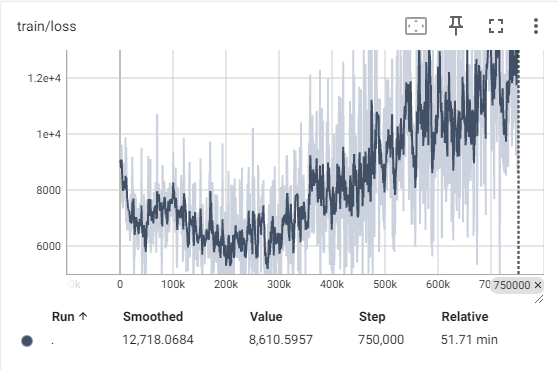 train/loss
1.2e+4
1e+4
8000
6000
0k 0 100k 200k 300k 400k 500k 600k 70 750000 ×
Run ↑ Smoothed Value Step Relative
. 12,718.0684 8,610.5957 750,000 51.71 min